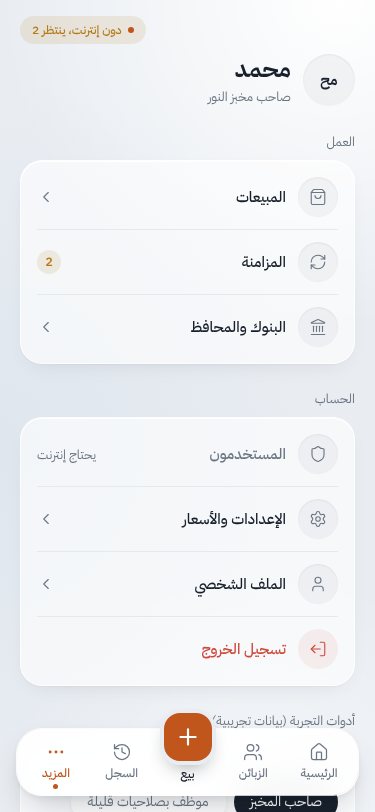 دون إنترنت، ينتظر 2
محمد
مح
صاحب مخبز النور
العمل
المبيعات
المزامنة
2
البنوك والمحافظ
الحساب
المستخدمون
يحتاج إنترنت
الإعدادات والأسعار
الملف الشخصي
تسجيل الخروج
أدوات التجربة (بيانات تجريبية)
الرئيسية
الزبائن
بيع
السجل
المزيد
صاحب المخبز
موظف بصلاحيات قليلة